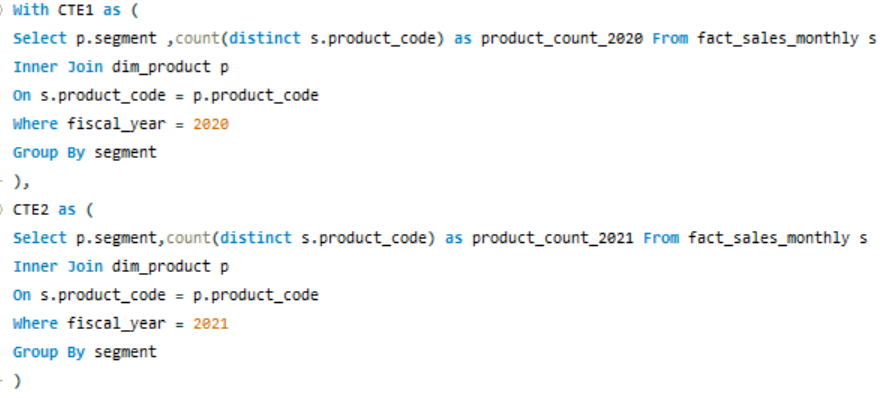 With CTE1 as (
Select p.segment ,count(distinct s.product_code) as product_count_2020 From fact_sales_monthly s
Inner Join dim_product p
On s.product_code = p.product_code
Where fiscal_year = 2020
Group By segment
),
CTE2 as (
Select p.segment,count(distinct s.product_code) as product_count_2021 From fact_sales_monthly s
Inner Join dim_product p
On s.product_code = p.product_code
Where fiscal_year = 2021
Group By segment
)